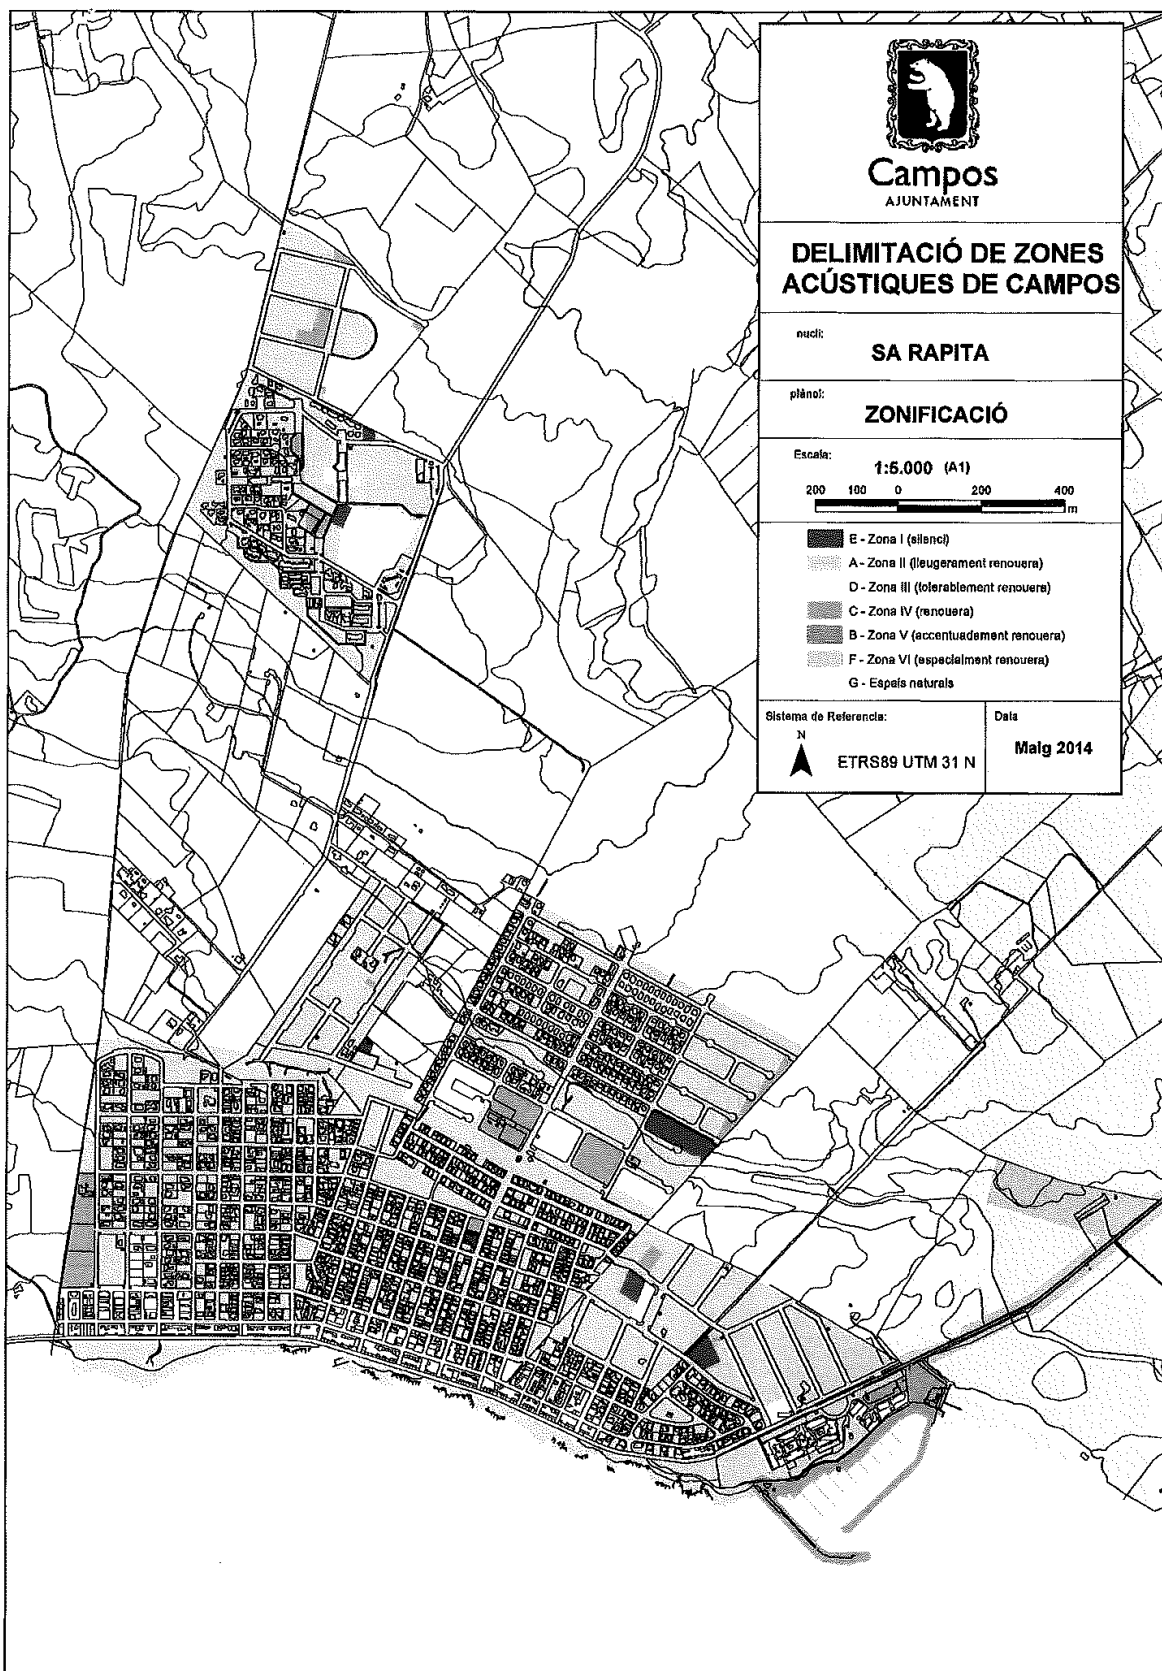 Campos
AJUNTAMENT
DELIMITACIÓ DE ZONES
ACÚSTIQUES DE CAMPOS
nucli:
SA RAPITA
plànol:
ZONIFICACIÓ
Escala:
1:5.000 (A1)
200 100 0 200 400
m
E - Zona I (silenci)
A - Zona II (lleugerament renouera)
D - Zona III (tolerablement renouera)
C - Zona IV (renouera)
B - Zona V (accentuadament renouera)
F - Zona VI (especialment renouera)
G - Espais naturals
Sistema de Referencia:
N
ETRS89 UTM 31 N
Data
Maig 2014